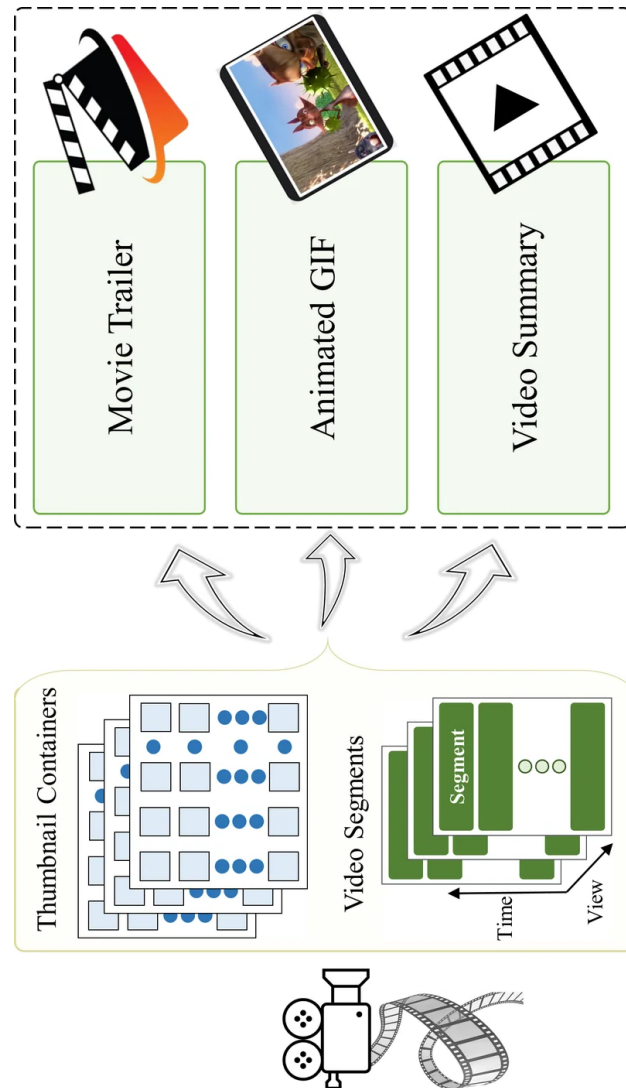 Thumbnail Containers
Video Segments
Segment
Time
View
Movie Trailer
Animated GIF
Video Summary